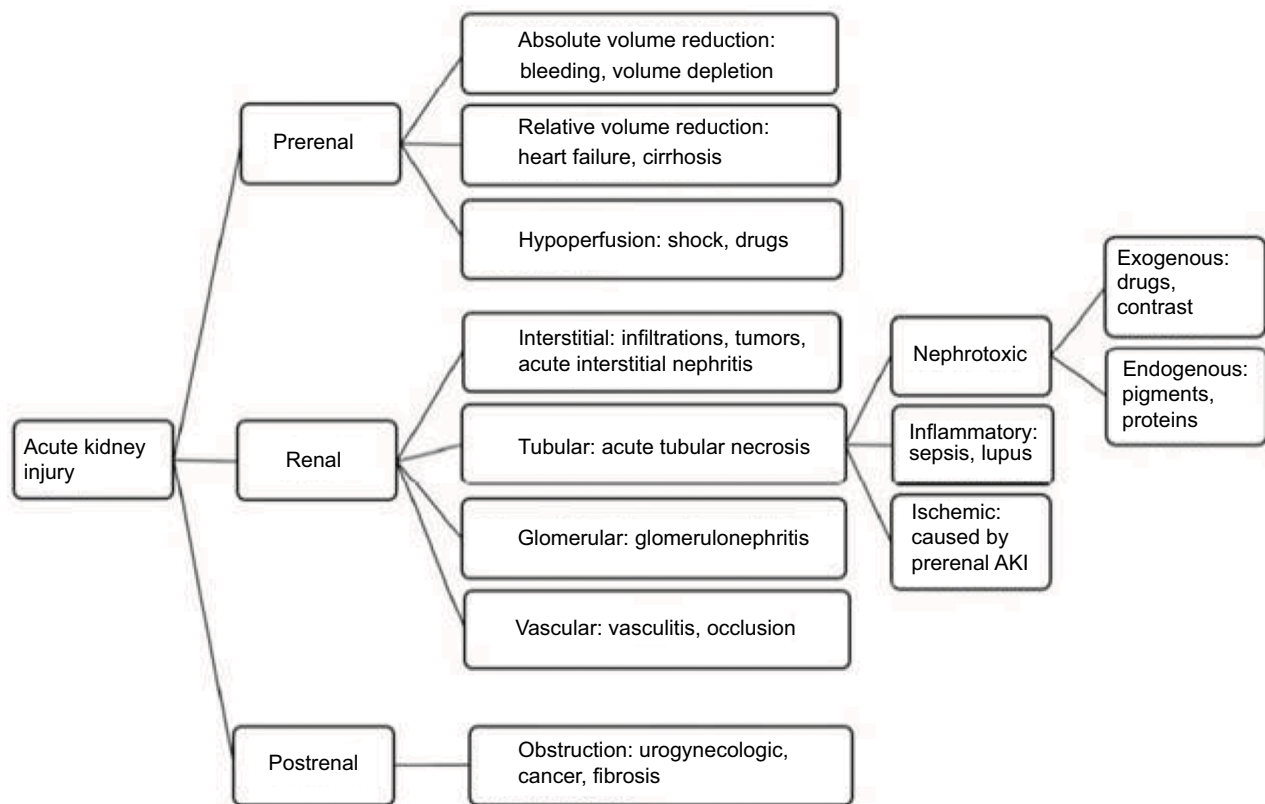 Absolute volume reduction:
bleeding, volume depletion
Prerenal
Relative volume reduction:
heart failure, cirrhosis
Hypoperfusion: shock, drugs
Exogenous:
drugs,
contrast
Interstitial: infiltrations, tumors,
acute interstitial nephritis
Nephrotoxic
Endogenous:
pigments,
proteins
Acute kidney
injury
Renal
Tubular: acute tubular necrosis
Inflammatory:
sepsis, lupus
Ischemic:
caused by
prerenal AKI
Glomerular: glomerulonephritis
Vascular: vasculitis, occlusion
Postrenal
Obstruction: urogynecologic,
cancer, fibrosis